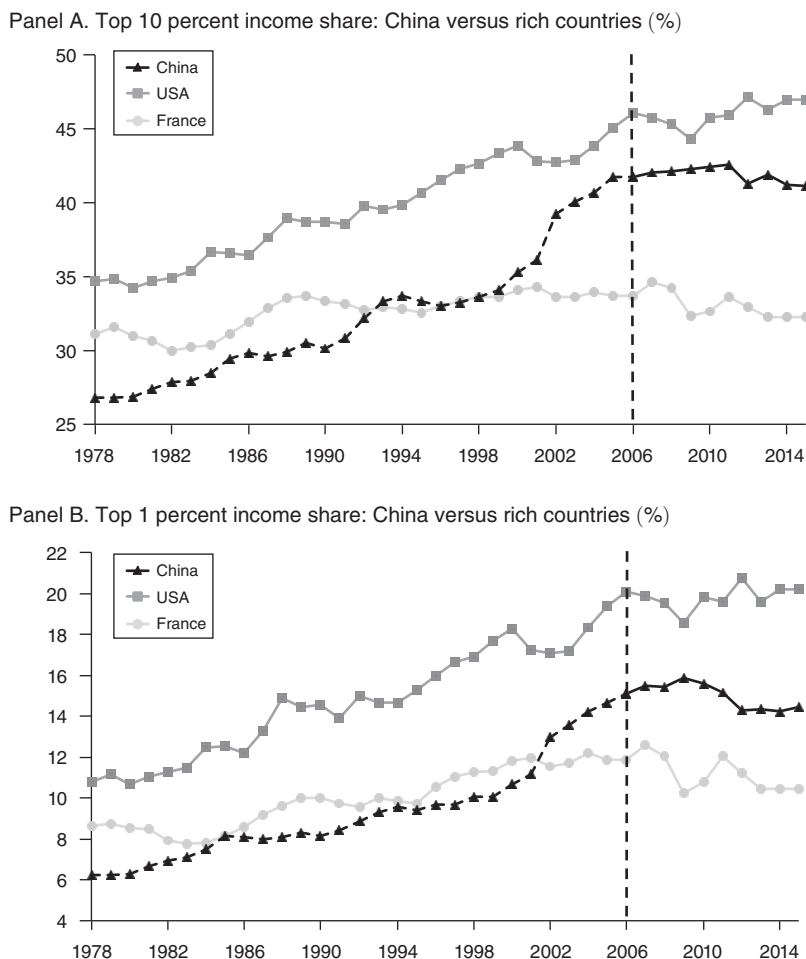 Panel A. Top 10 percent income share: China versus rich countries (%)
50
45
40
35
30
25
China
USA
France
1978 1982 1986 1990 1994 1998 2002 2006 2010 2014
Panel B. Top 1 percent income share: China versus rich countries (%)
22
20
18
16
14
12
10
8
6
4
China
USA
France
1978 1982 1986 1990 1994 1998 2002 2006 2010 2014